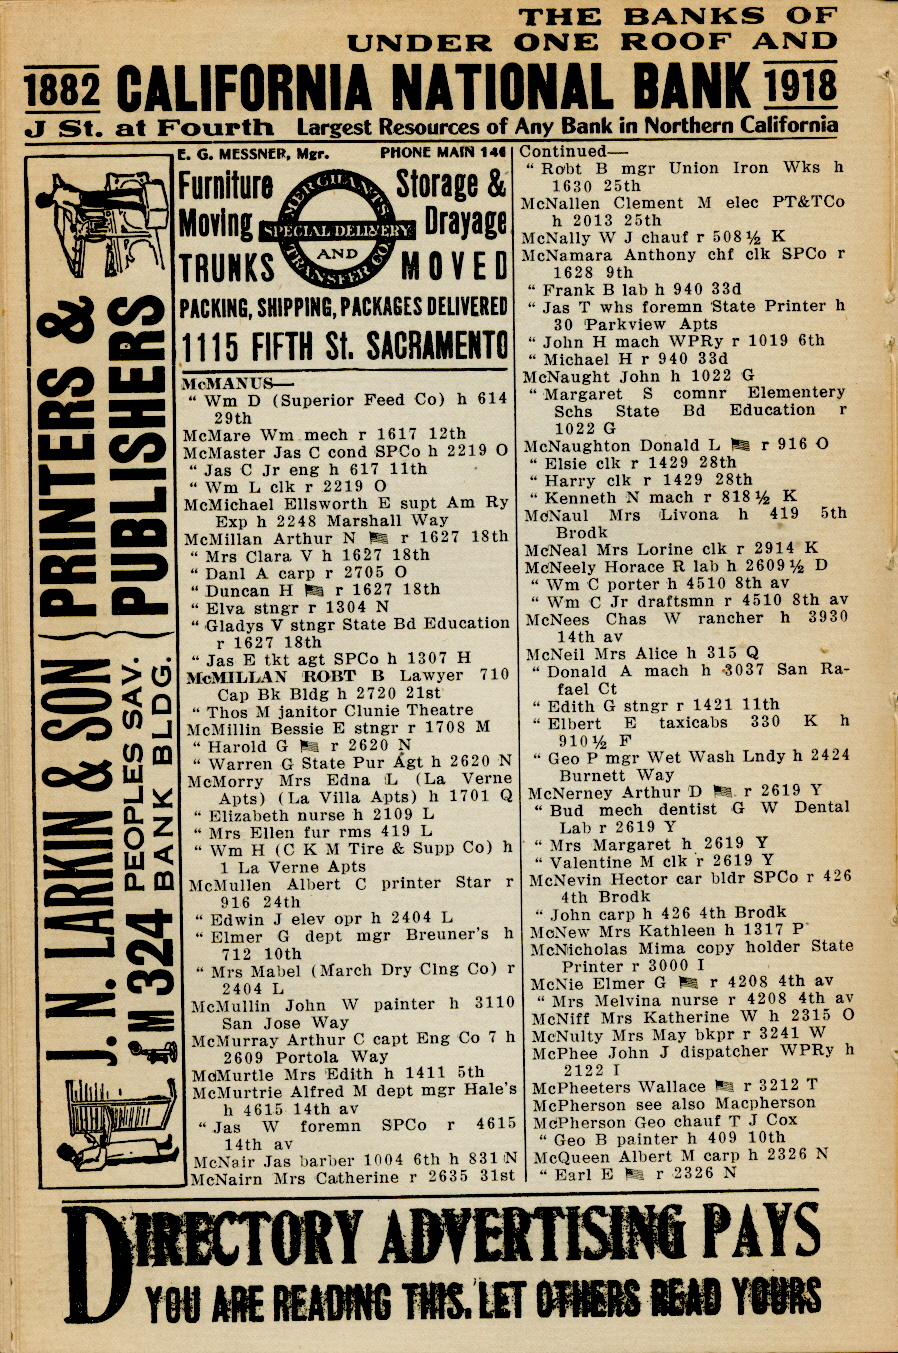 THE BANKS OF
UNDER ONE ROOF AND
1882 CALIFORNIA NATIONAL BANK 1918
J St. at Fourth Largest Resources of Any Bank in Northern California
PRINTERS &
PUBLISHERS
J. N. LARKIN & SON
M 324 PEOPLES SAV.
BANK BLDG.
E. G. MESSNER, Mgr. PHONE MAIN 146
Furniture Storage &
Moving Drayage
TRUNKS MOVED
MERCHANTS
SPECIAL DELIVERY
AND
TRANSFER CO.
PACKING, SHIPPING, PACKAGES DELIVERED
1115 FIFTH St. SACRAMENTO
McMANUS—
" Wm D (Superior Feed Co) h 614
29th
McMare Wm mech r 1617 12th
McMaster Jas C cond SPCo h 2219 O
" Jas C Jr eng h 617 11th
" Wm L clk r 2219 O
McMichael Ellsworth E supt Am Ry
Exp h 2248 Marshall Way
McMillan Arthur N r 1627 18th
" Mrs Clara V h 1627 18th
" Danl A carp r 2705 O
" Duncan H r 1627 18th
" Elva stngr r 1304 N
" Gladys V stngr State Bd Education
r 1627 18th
" Jas E tkt agt SPCo h 1307 H
McMILLAN ROBT B Lawyer 710
Cap Bk Bldg h 2720 21st
" Thos M janitor Clunie Theatre
McMillin Bessie E stngr r 1708 M
" Harold G r 2620 N
" Warren G State Pur Agt h 2620 N
McMorry Mrs Edna L (La Verne
Apts) (La Villa Apts) h 1701 Q
" Elizabeth nurse h 2109 L
" Mrs Ellen fur rms 419 L
" Wm H (C K M Tire & Supp Co) h
1 La Verne Apts
McMullen Albert C printer Star r
916 24th
" Edwin J elev opr h 2404 L
" Elmer G dept mgr Breuner's h
712 10th
" Mrs Mabel (March Dry Clng Co) r
2404 L
McMullin John W painter h 3110
San Jose Way
McMurray Arthur C capt Eng Co 7 h
2609 Portola Way
McMurtle Mrs Edith h 1411 5th
McMurtrie Alfred M dept mgr Hale's
h 4615 14th av
" Jas W foremn SPCo r 4615
14th av
McNair Jas barber 1004 6th h 831 N
McNairn Mrs Catherine r 2635 31st
Continued—
" Robt B mgr Union Iron Wks h
1630 25th
McNallen Clement M elec PT&TCo
h 2013 25th
McNally W J chauf r 508½ K
McNamara Anthony chf clk SPCo r
1628 9th
" Frank B lab h 940 33d
" Jas T whs foremn State Printer h
30 Parkview Apts
" John H mach WPRy r 1019 6th
" Michael H r 940 33d
McNaught John h 1022 G
" Margaret S comnr Elementery
Schs State Bd Education r
1022 G
McNaughton Donald L r 916 O
" Elsie clk r 1429 28th
" Harry clk r 1429 28th
" Kenneth N mach r 818½ K
McNaul Mrs Livona h 419 5th
Brodk
McNeal Mrs Lorine clk r 2914 K
McNeely Horace R lab h 2609½ D
" Wm C porter h 4510 8th av
" Wm C Jr draftsmn r 4510 8th av
McNees Chas W rancher h 3930
14th av
McNeil Mrs Alice h 315 Q
" Donald A mach h 3037 San Ra-
fael Ct
" Edith G stngr r 1421 11th
" Elbert E taxicabs 330 K h
910½ F
" Geo P mgr Wet Wash Lndy h 2424
Burnett Way
McNerney Arthur D r 2619 Y
" Bud mech dentist G W Dental
Lab r 2619 Y
" Mrs Margaret h 2619 Y
" Valentine M clk r 2619 Y
McNevin Hector car bldr SPCo r 426
4th Brodk
" John carp h 426 4th Brodk
McNew Mrs Kathleen h 1317 P
McNicholas Mima copy holder State
Printer r 3000 I
McNie Elmer G r 4208 4th av
" Mrs Melvina nurse r 4208 4th av
McNiff Mrs Katherine W h 2315 O
McNulty Mrs May bkpr r 3241 W
McPhee John J dispatcher WPRy h
2122 I
McPheeters Wallace r 3212 T
McPherson see also Macpherson
McPherson Geo chauf T J Cox
" Geo B painter h 409 10th
McQueen Albert M carp h 2326 N
" Earl E r 2326 N
DIRECTORY ADVERTISING PAYS
YOU ARE READING THIS. LET OTHERS READ YOURS